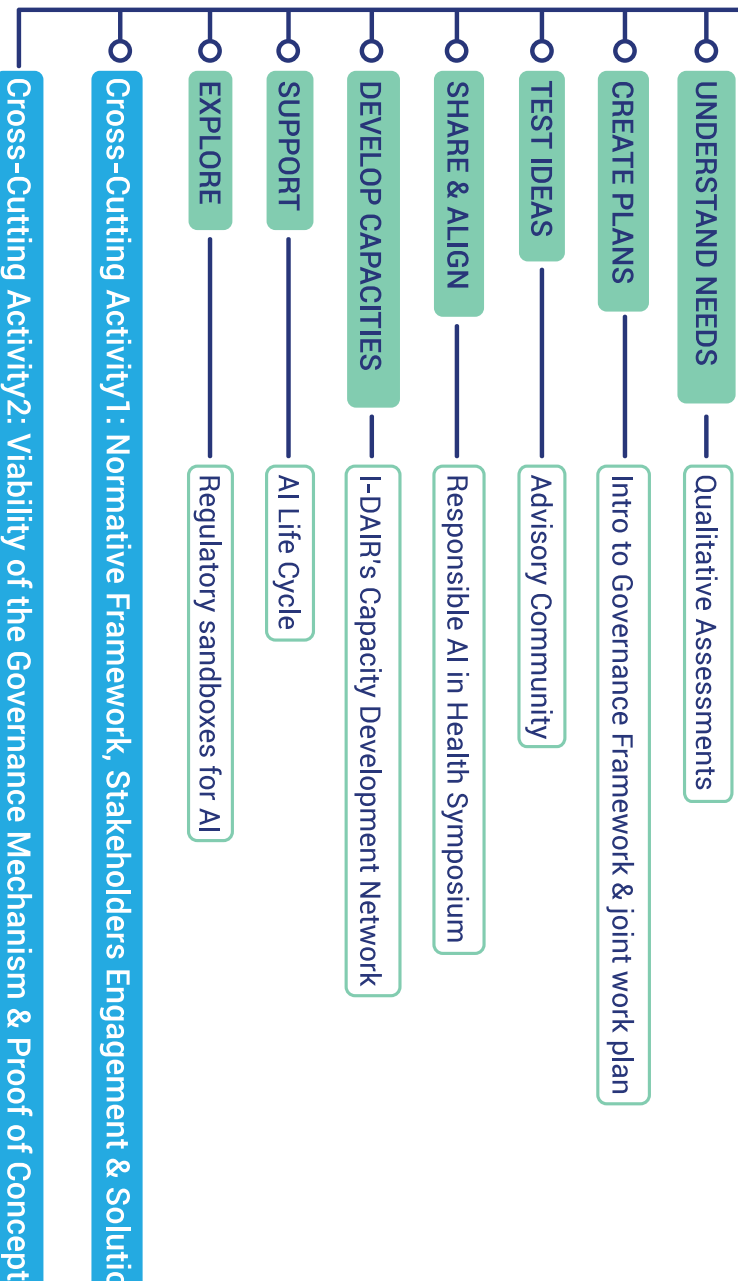 UNDERSTAND NEEDS
Qualitative Assessments
CREATE PLANS
Intro to Governance Framework & joint work plan
TEST IDEAS
Advisory Community
SHARE & ALIGN
Responsible AI in Health Symposium
DEVELOP CAPACITIES
I-DAIR's Capacity Development Network
SUPPORT
AI Life Cycle
EXPLORE
Regulatory sandboxes for AI
Cross-Cutting Activity1: Normative Framework, Stakeholders Engagement &
Cross-Cutting Activity2: Viability of the Governance Mechanism & Proof of Concept